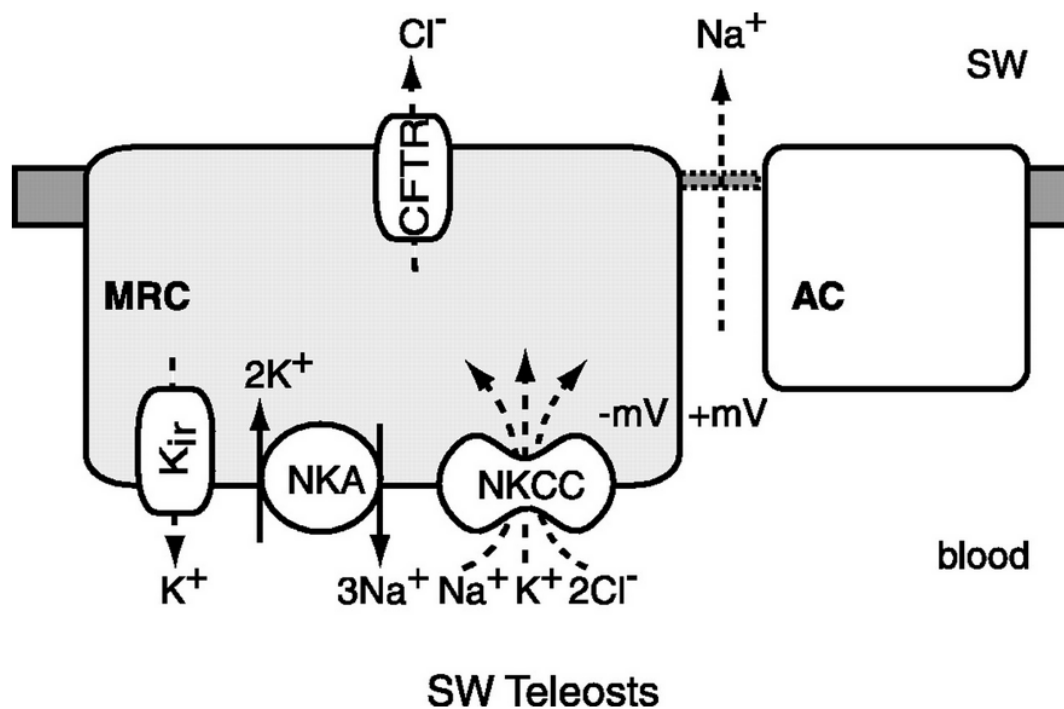 Cl⁻
Na⁺
SW
CFTR
MRC
AC
2K⁺
-mV
+mV
Kir
NKA
NKCC
blood
K⁺
3Na⁺
Na⁺ K⁺ 2Cl⁻
SW Teleosts